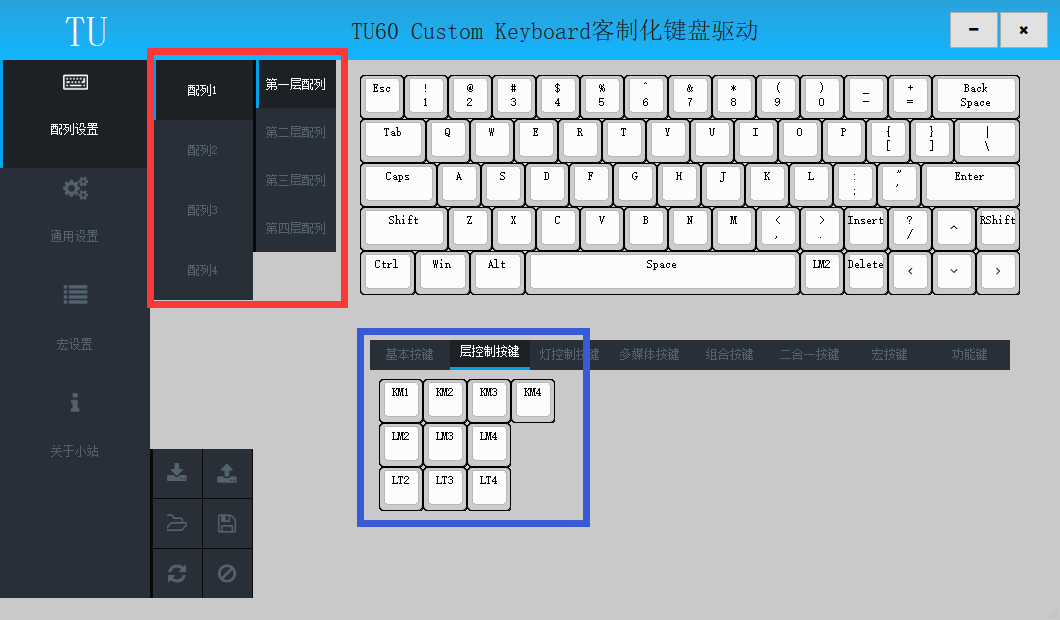 TU
TU60 Custom Keyboard客制化键盘驱动
配列设置
通用设置
宏设置
关于小站
配列1
配列2
配列3
配列4
第一层配列
第二层配列
第三层配列
第四层配列
Esc ! 1 @ 2 # 3 $ 4 % 5 ^ 6 & 7 * 8 ( 9 ) 0 _ - + = Back Space
Tab Q W E R T Y U I O P { [ } ] | \
Caps A S D F G H J K L : ; " ' Enter
Shift Z X C V B N M < , > . Insert ? / ^ RShift
Ctrl Win Alt Space LM2 Delete
基本按键 层控制按键 灯控制按键 多媒体按键 组合按键 二合一按键 宏按键 功能键
KM1 KM2 KM3 KM4
LM2 LM3 LM4
LT2 LT3 LT4